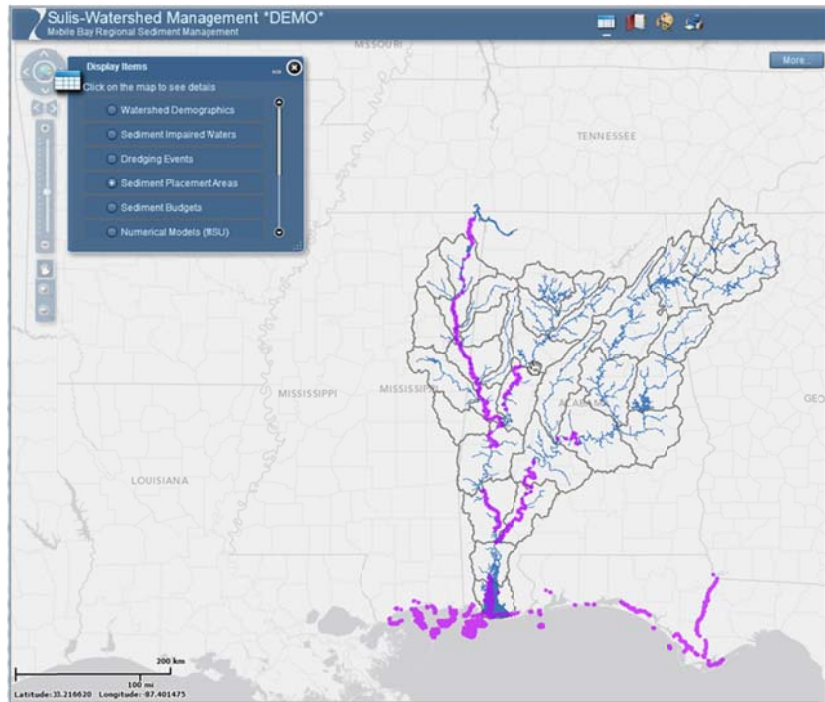 Sulis-Watershed Management *DEMO*
Mobile Bay Regional Sediment Management
More...
Display Items
Click on the map to see details
Watershed Demographics
Sediment Impaired Waters
Dredging Events
Sediment Placement Areas
Sediment Budgets
Numerical Models (MSU)
MISSOURI
TENNESSEE
MISSISSIPPI
MISSISSIPPI
ALABAMA
GEO
LOUISIANA
200 km
100 mi
Latitude:33.216620 Longitude:-87.401475